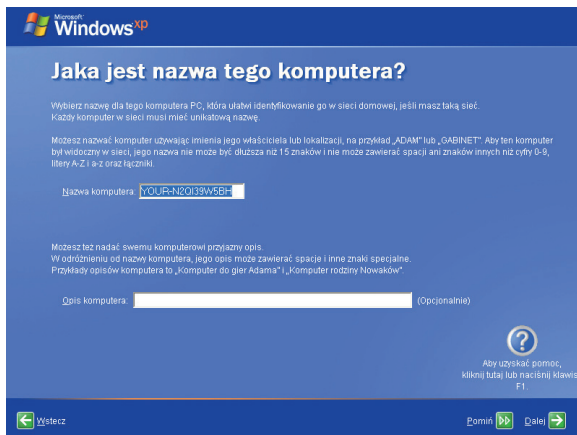 Microsoft
Windows xp
Jaka jest nazwa tego komputera?
Wybierz nazwę dla tego komputera PC, która ułatwi identyfikowanie go w sieci domowej, jeśli masz taką sieć.
Każdy komputer w sieci musi mieć unikatową nazwę.
Możesz nazwać komputer używając imienia jego właściciela lub lokalizacji, na przykład „ADAM” lub „GABINET”. Aby ten komputer
był widoczny w sieci, jego nazwa nie może być dłuższa niż 15 znaków i nie może zawierać spacji ani znaków innych niż cyfry 0-9,
litery A-Z i a-z oraz łączniki.
Nazwa komputera: YOUR-N2QI39W5BH
Możesz też nadać swemu komputerowi przyjazny opis.
W odróżnieniu od nazwy komputera, jego opis może zawierać spacje i inne znaki specjalne.
Przykłady opisów komputera to „Komputer do gier Adama” i „Komputer rodziny Nowaków”.
Opis komputera: (Opcjonalnie)
Aby uzyskać pomoc,
kliknij tutaj lub naciśnij klawis
F1.
Wstecz Pomiń Dalej